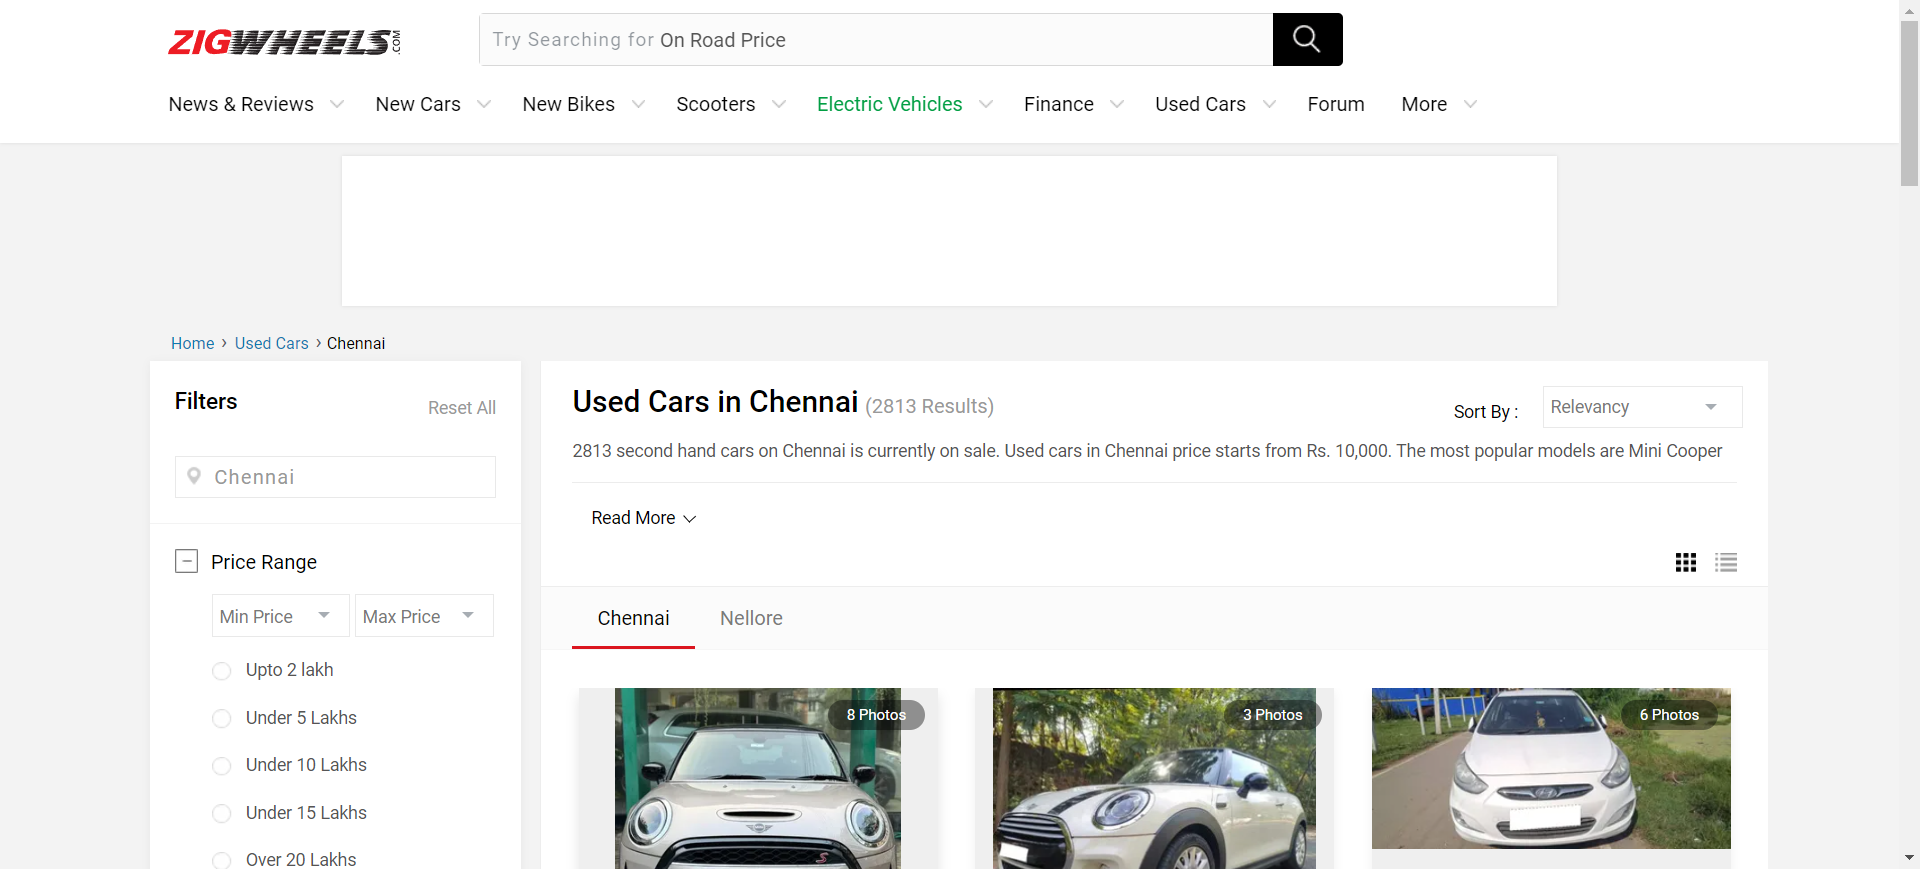 ZIGWHEELS.COM
Try Searching for On Road Price
News & Reviews New Cars New Bikes Scooters Electric Vehicles Finance Used Cars Forum More
Home › Used Cars › Chennai
Filters
Reset All
Chennai
Price Range
Min Price Max Price
Upto 2 lakh
Under 5 Lakhs
Under 10 Lakhs
Under 15 Lakhs
Over 20 Lakhs
Used Cars in Chennai (2813 Results)
Sort By : Relevancy
2813 second hand cars on Chennai is currently on sale. Used cars in Chennai price starts from Rs. 10,000. The most popular models are Mini Cooper
Read More
Chennai Nellore
8 Photos
3 Photos
6 Photos
S